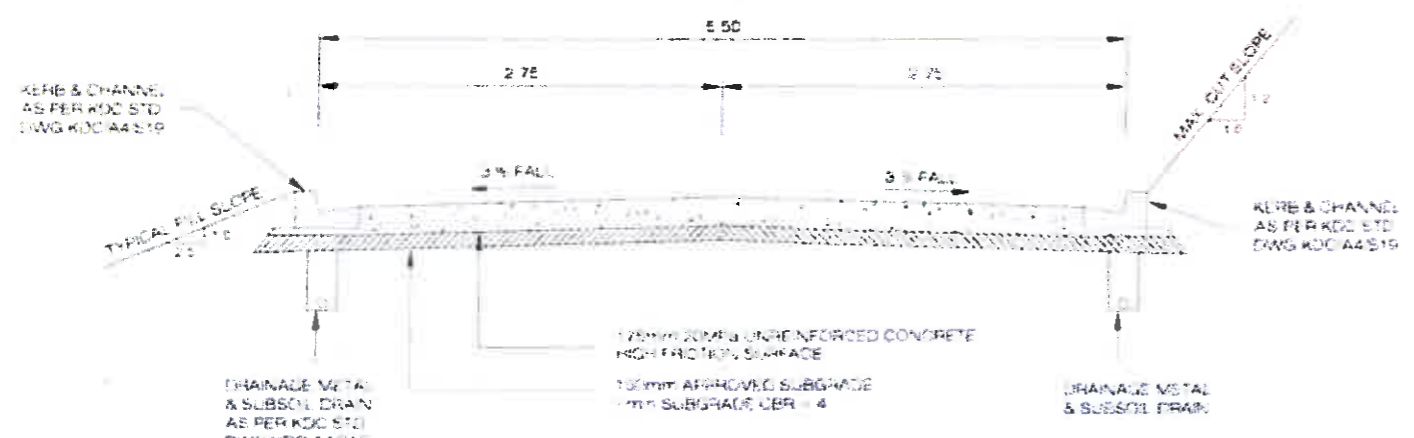 5.50
2.75
2.75
KERB & CHANNEL
AS PER KDC STD
DWG KDC A4 S19
MAX. CUT SLOPE
3 % FALL
3 % FALL
TYPICAL FILL SLOPE
KERB & CHANNEL
AS PER KDC STD
DWG KDC A4 S19
175mm 20MPa UNREINFORCED CONCRETE
HIGH FRICTION SURFACE
APPROVED SUBGRADE
SUBGRADE CBR 4
DRAINAGE METAL
& SUBSOIL DRAIN
AS PER KDC STD
DRAINAGE METAL
& SUBSOIL DRAIN